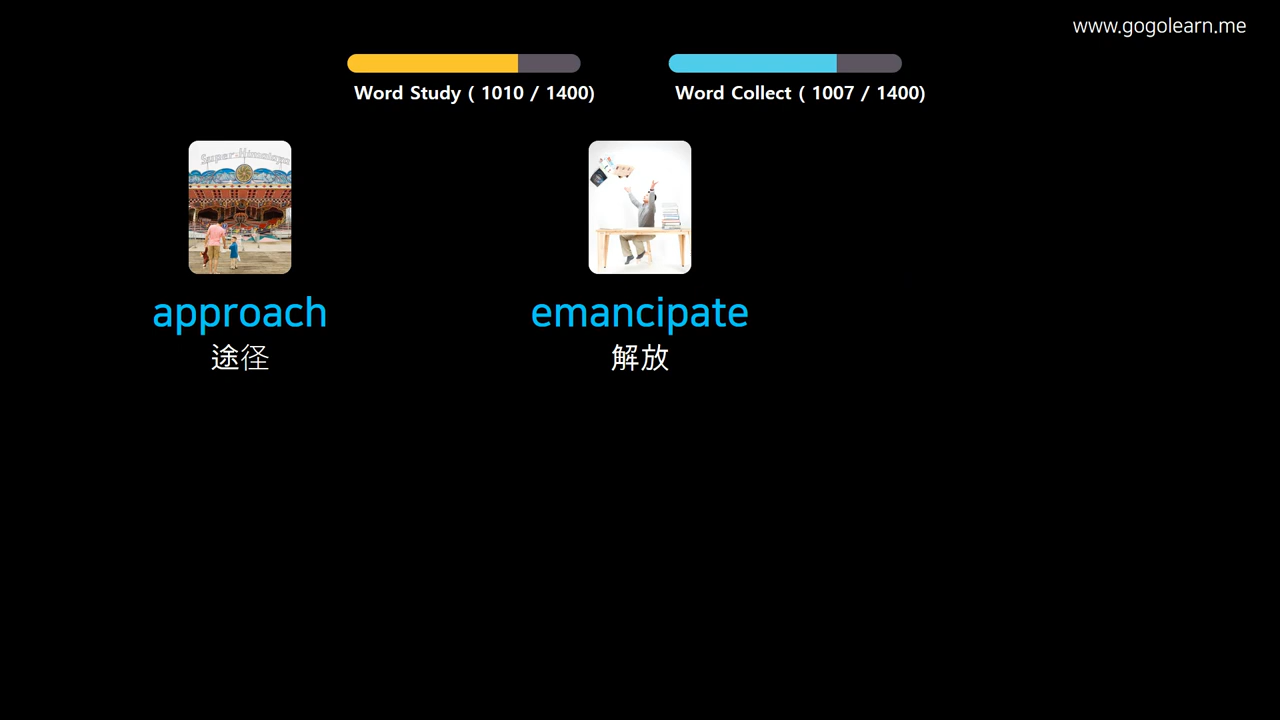 www.gogolearn.me
Word Study ( 1010 / 1400)
Word Collect ( 1007 / 1400)
approach
途径
emancipate
解放